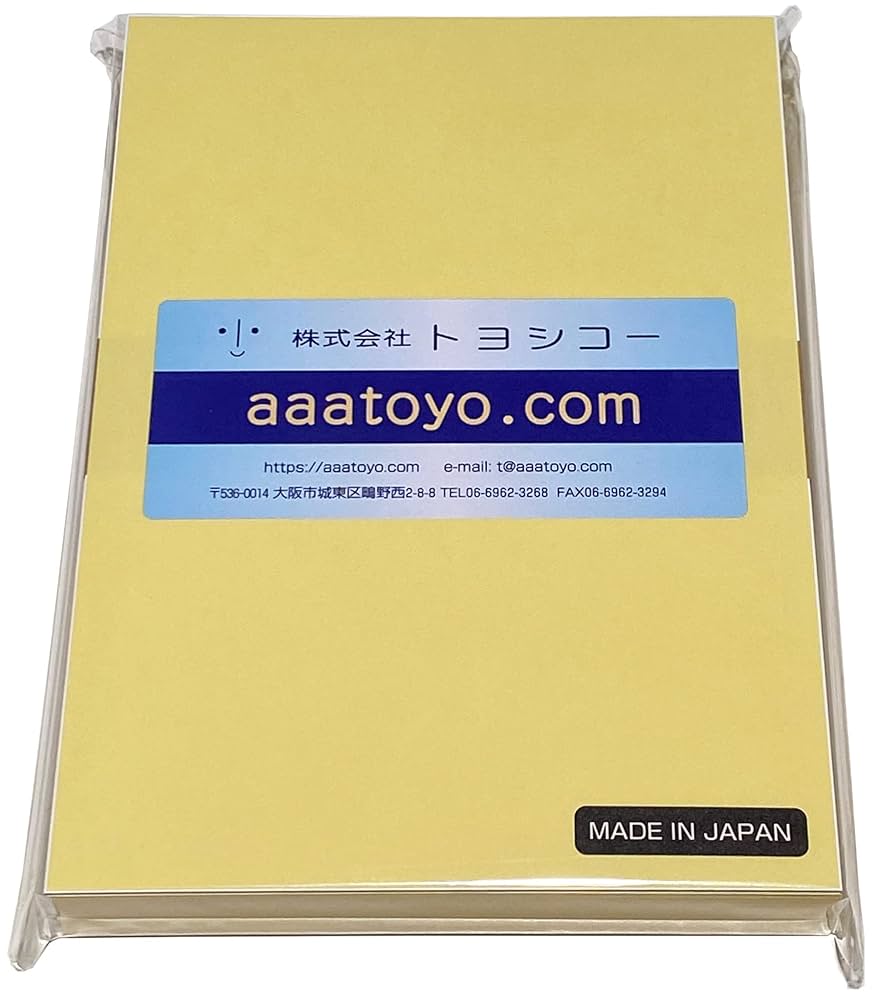 株式会社 トヨシコー
aaatoyo.com
https://aaatoyo.com e-mail: t@aaatoyo.com
〒536-0014 大阪市城東区鴫野西2-8-8 TEL06-6962-3268 FAX06-6962-3294
MADE IN JAPAN